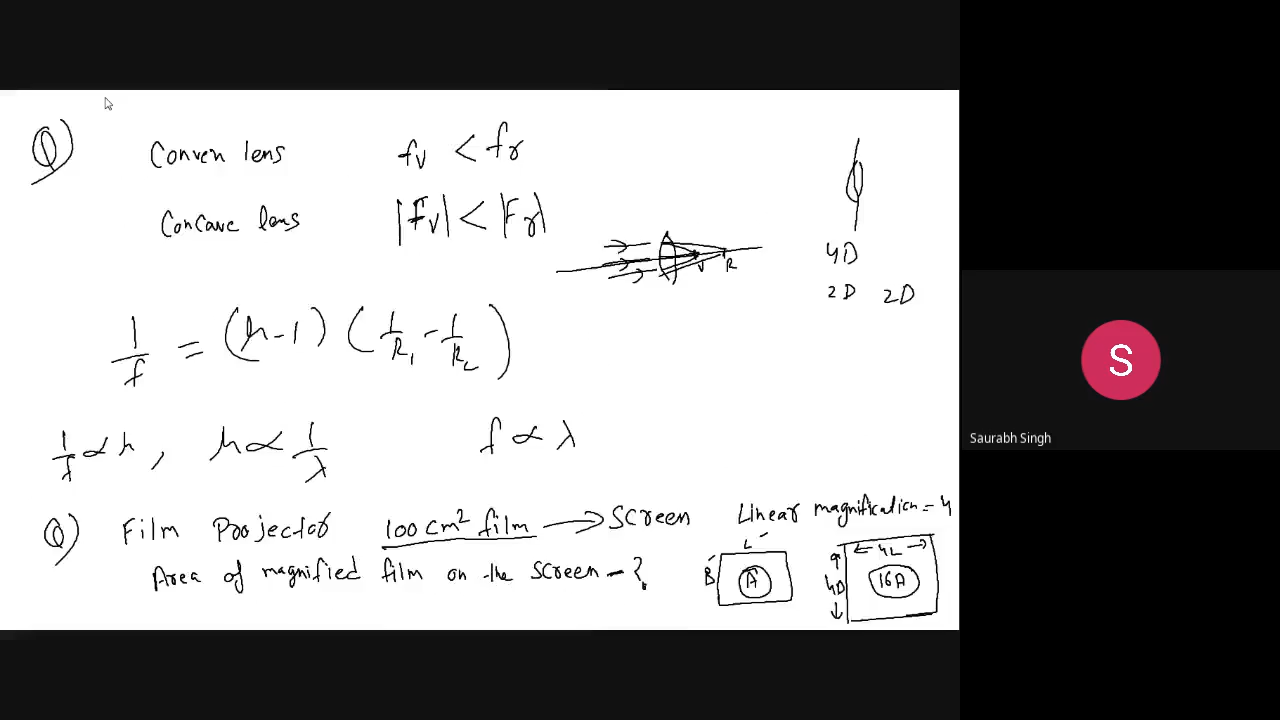 Q) Conven lens fv < fr
Concave lens |Fv| < |Fr|
V R
4D
2D 2D
1/f = (μ-1) (1/R1 - 1/R2)
1/f ∝ μ, μ ∝ 1/λ f ∝ λ
Q) Film Projector 100 cm² film → Screen Linear magnification = 4
Area of magnified film on the screen - ?
L
B A
4L
4B 16A
S
Saurabh Singh